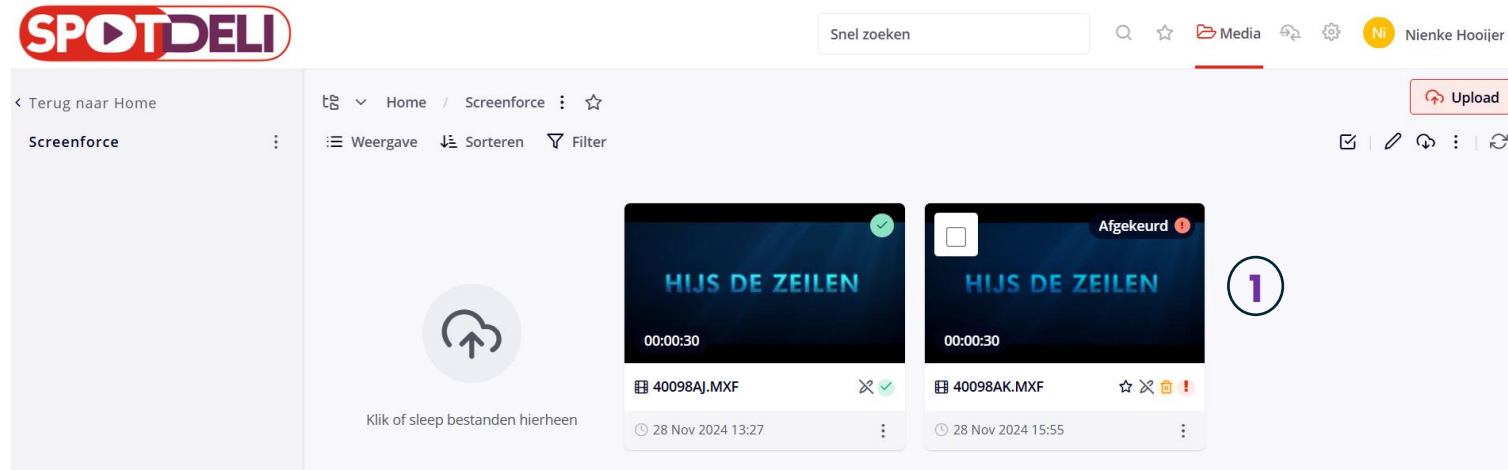 SPOTDELI
Snel zoeken
Media
Ni
Nienke Hooijer
< Terug naar Home
Home / Screenforce
Upload
Screenforce
Weergave Sorteren Filter
Afgekeurd
HIJS DE ZEILEN
HIJS DE ZEILEN
1
00:00:30
00:00:30
40098AJ.MXF
40098AK.MXF
Klik of sleep bestanden hierheen
28 Nov 2024 13:27
28 Nov 2024 15:55